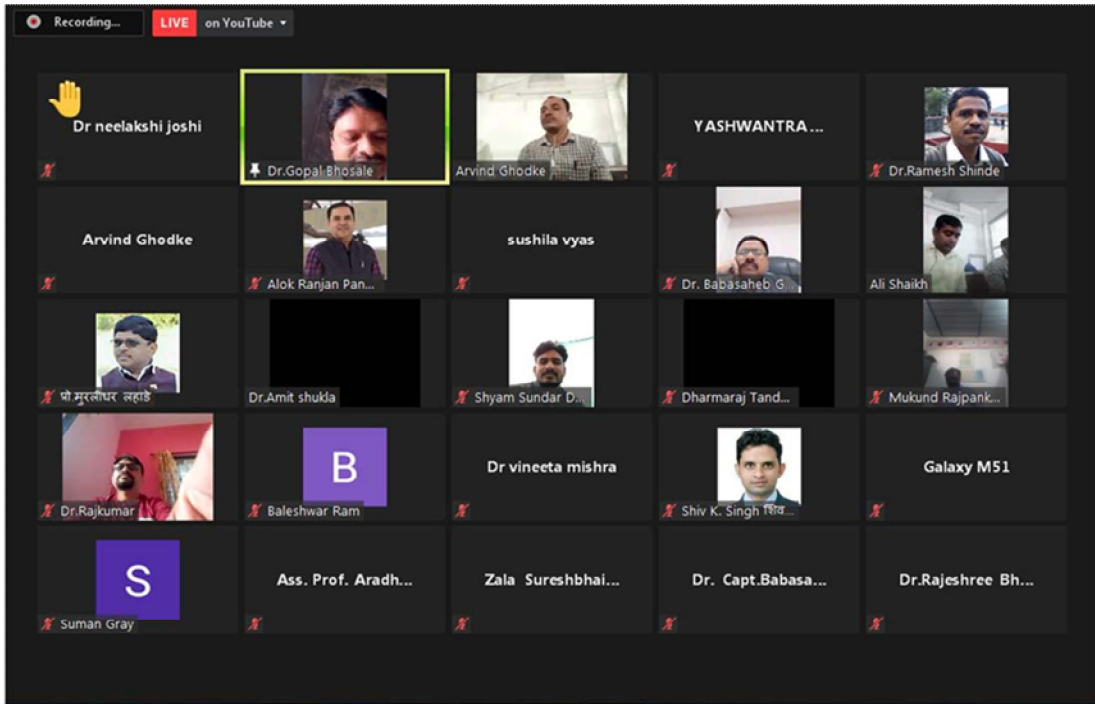 Recording...
LIVE on YouTube
Dr neelakshi joshi
Dr.Gopal Bhosale
Arvind Ghodke
YASHWANTRA...
Dr.Ramesh Shinde
Arvind Ghodke
Alok Ranjan Pan...
sushila vyas
Dr. Babasaheb G...
Ali Shaikh
प्रो.मुरलीधर लहाडे
Dr.Amit shukla
Shyam Sundar D...
Dharmaraj Tand...
Mukund Rajpank...
Dr.Rajkumar
B
Baleshwar Ram
Dr vineeta mishra
Shiv K. Singh शिव...
Galaxy M51
S
Suman Gray
Ass. Prof. Aradh...
Zala Sureshbhai...
Dr. Capt.Babasa...
Dr.Rajeshree Bh...